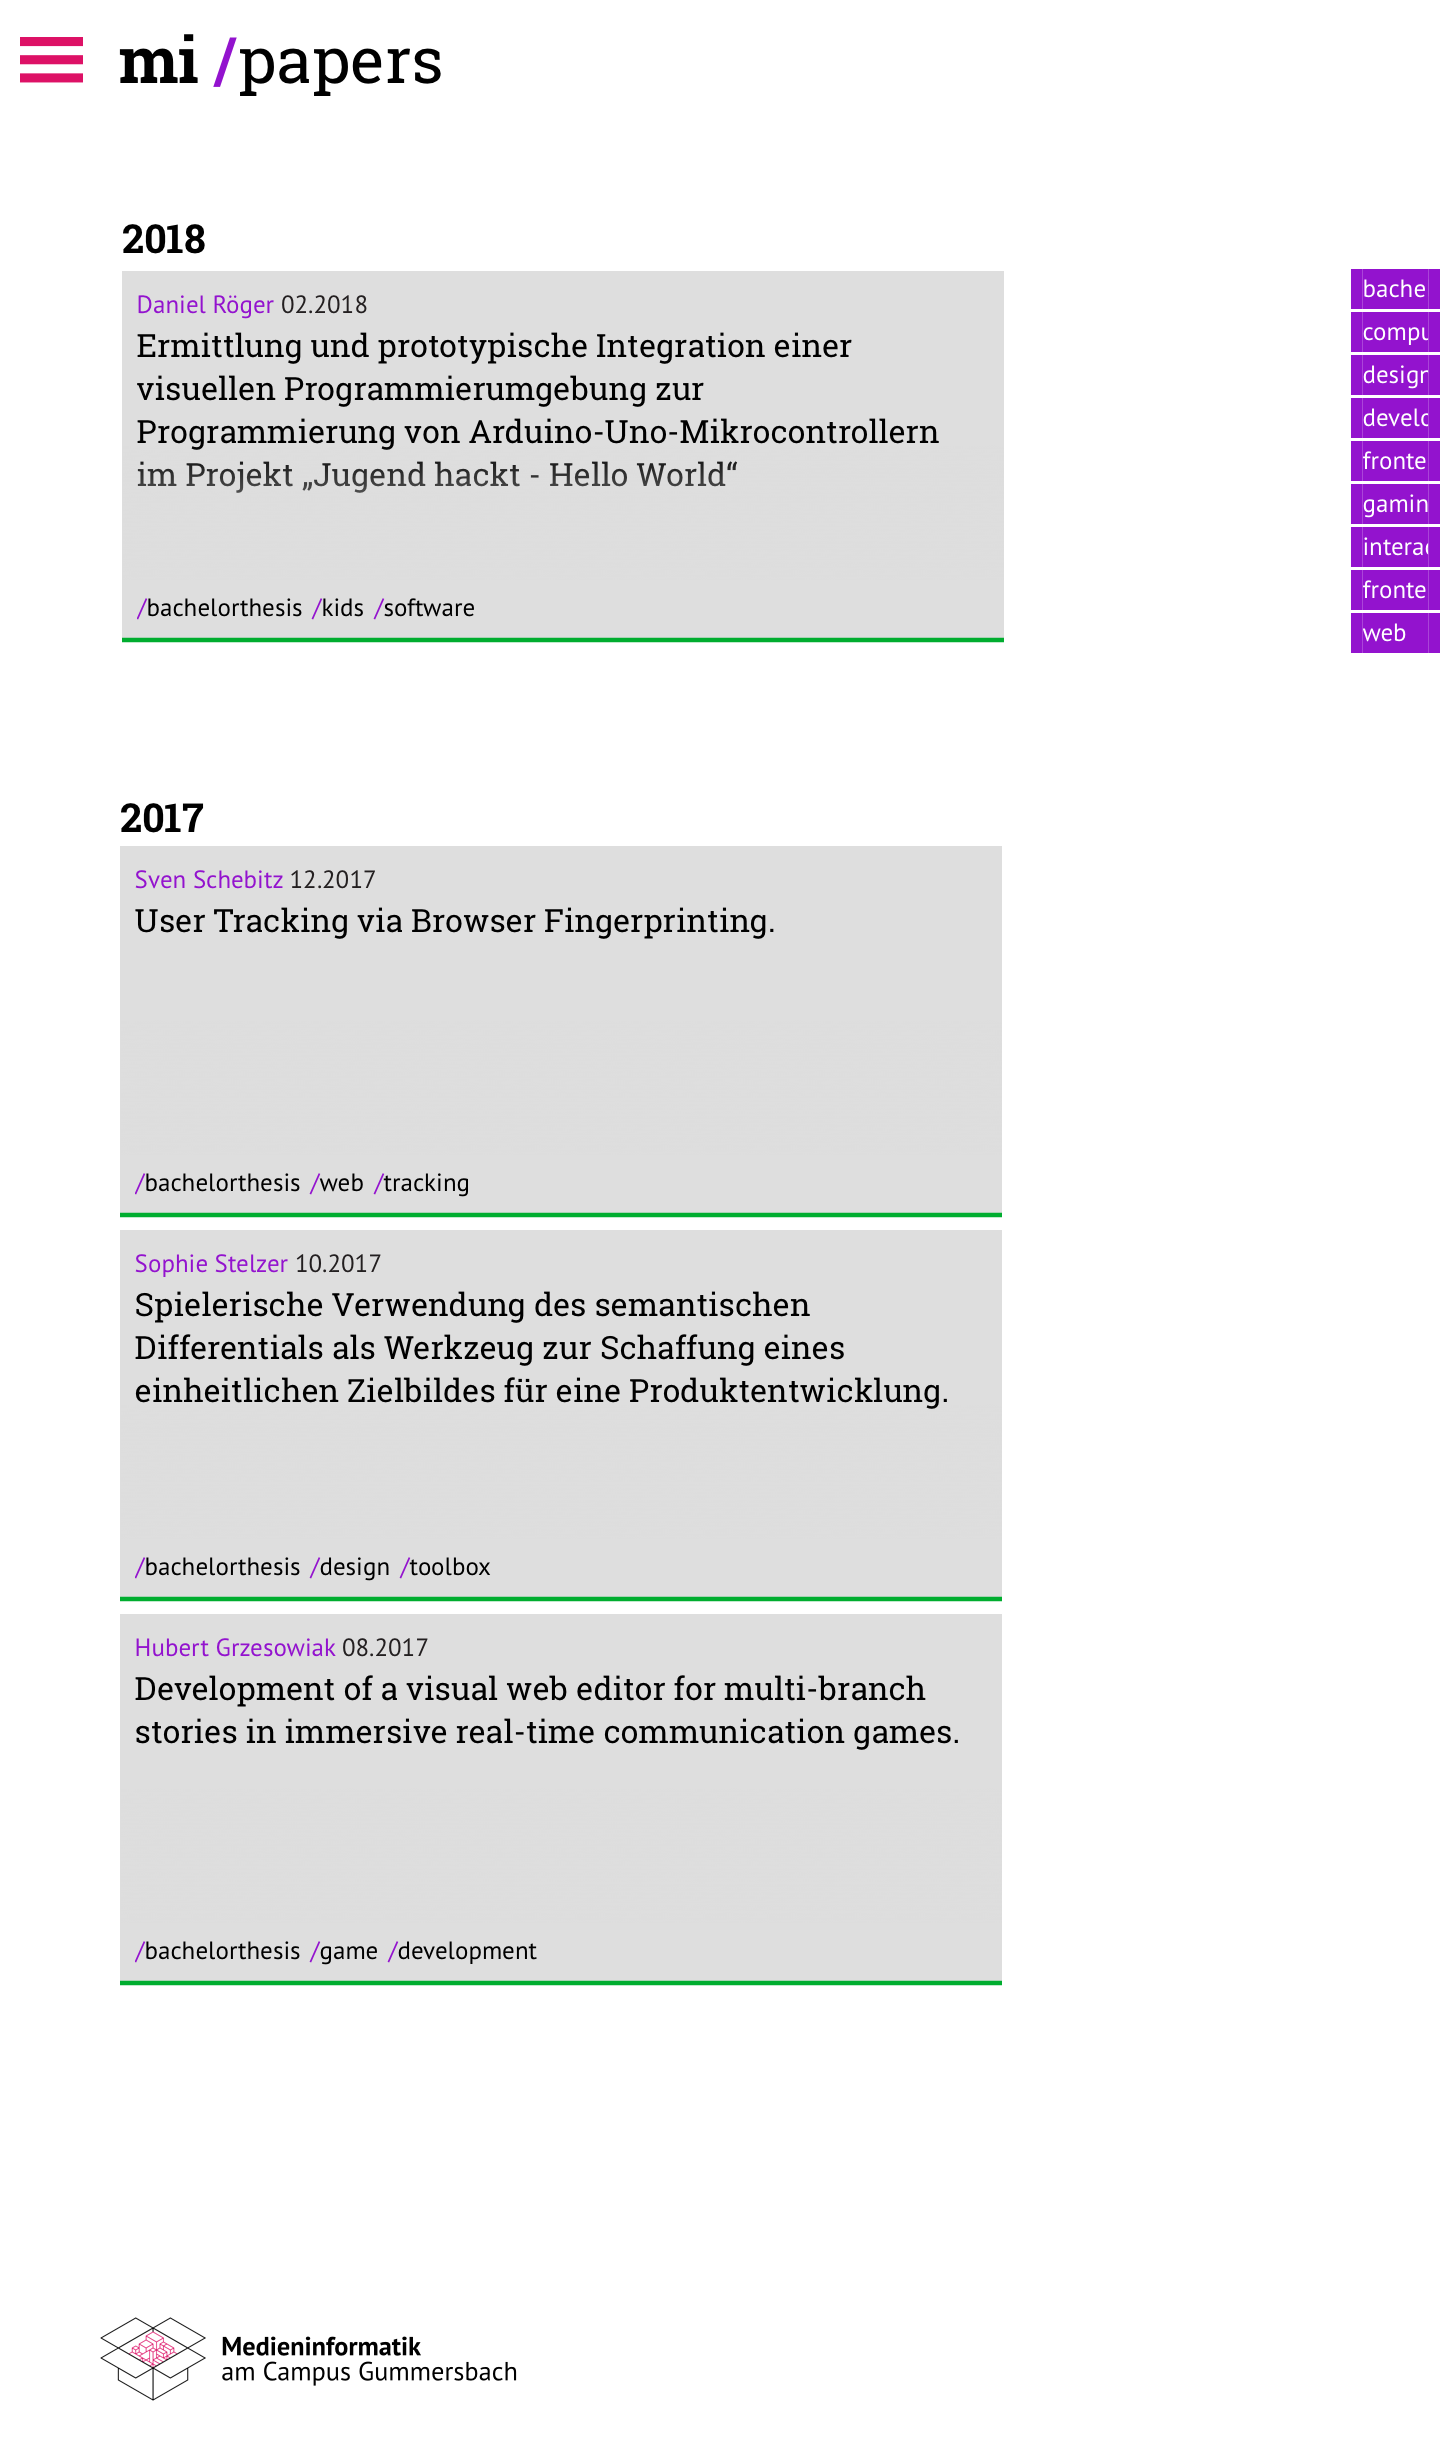 mi /papers
2018
Daniel Röger 02.2018
Ermittlung und prototypische Integration einer
visuellen Programmierumgebung zur
Programmierung von Arduino-Uno-Mikrocontrollern
im Projekt „Jugend hackt - Hello World“
/bachelorthesis /kids /software
bache
compu
design
develo
fronte
gamin
interac
fronte
web
2017
Sven Schebitz 12.2017
User Tracking via Browser Fingerprinting.
/bachelorthesis /web /tracking
Sophie Stelzer 10.2017
Spielerische Verwendung des semantischen
Differentials als Werkzeug zur Schaffung eines
einheitlichen Zielbildes für eine Produktentwicklung.
/bachelorthesis /design /toolbox
Hubert Grzesowiak 08.2017
Development of a visual web editor for multi-branch
stories in immersive real-time communication games.
/bachelorthesis /game /development
Medieninformatik
am Campus Gummersbach